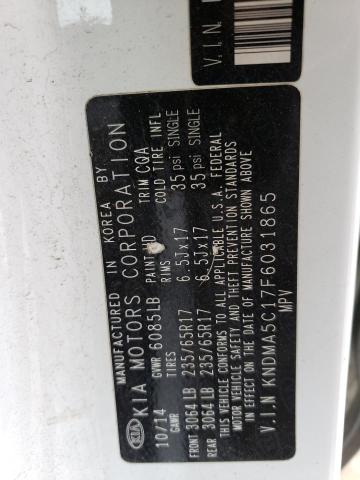 V.I.N.
KIA
MANUFACTURED IN KOREA BY
KIA MOTORS CORPORATION
10/14 GVWR 6085LB PAINT UD TRIM CQA
GAWR TIRES RIMS COLD TIRE INFL
FRONT 3064LB 235/65R17 6.5Jx17 35 psi SINGLE
REAR 3064LB 235/65R17 6.5Jx17 35 psi SINGLE
THIS VEHICLE CONFORMS TO ALL APPLICABLE U.S.A. FEDERAL
MOTOR VEHICLE SAFETY AND THEFT PREVENTION STANDARDS
IN EFFECT ON THE DATE OF MANUFACTURE SHOWN ABOVE
V.I.N KNDMA5C17F6031865
MPV